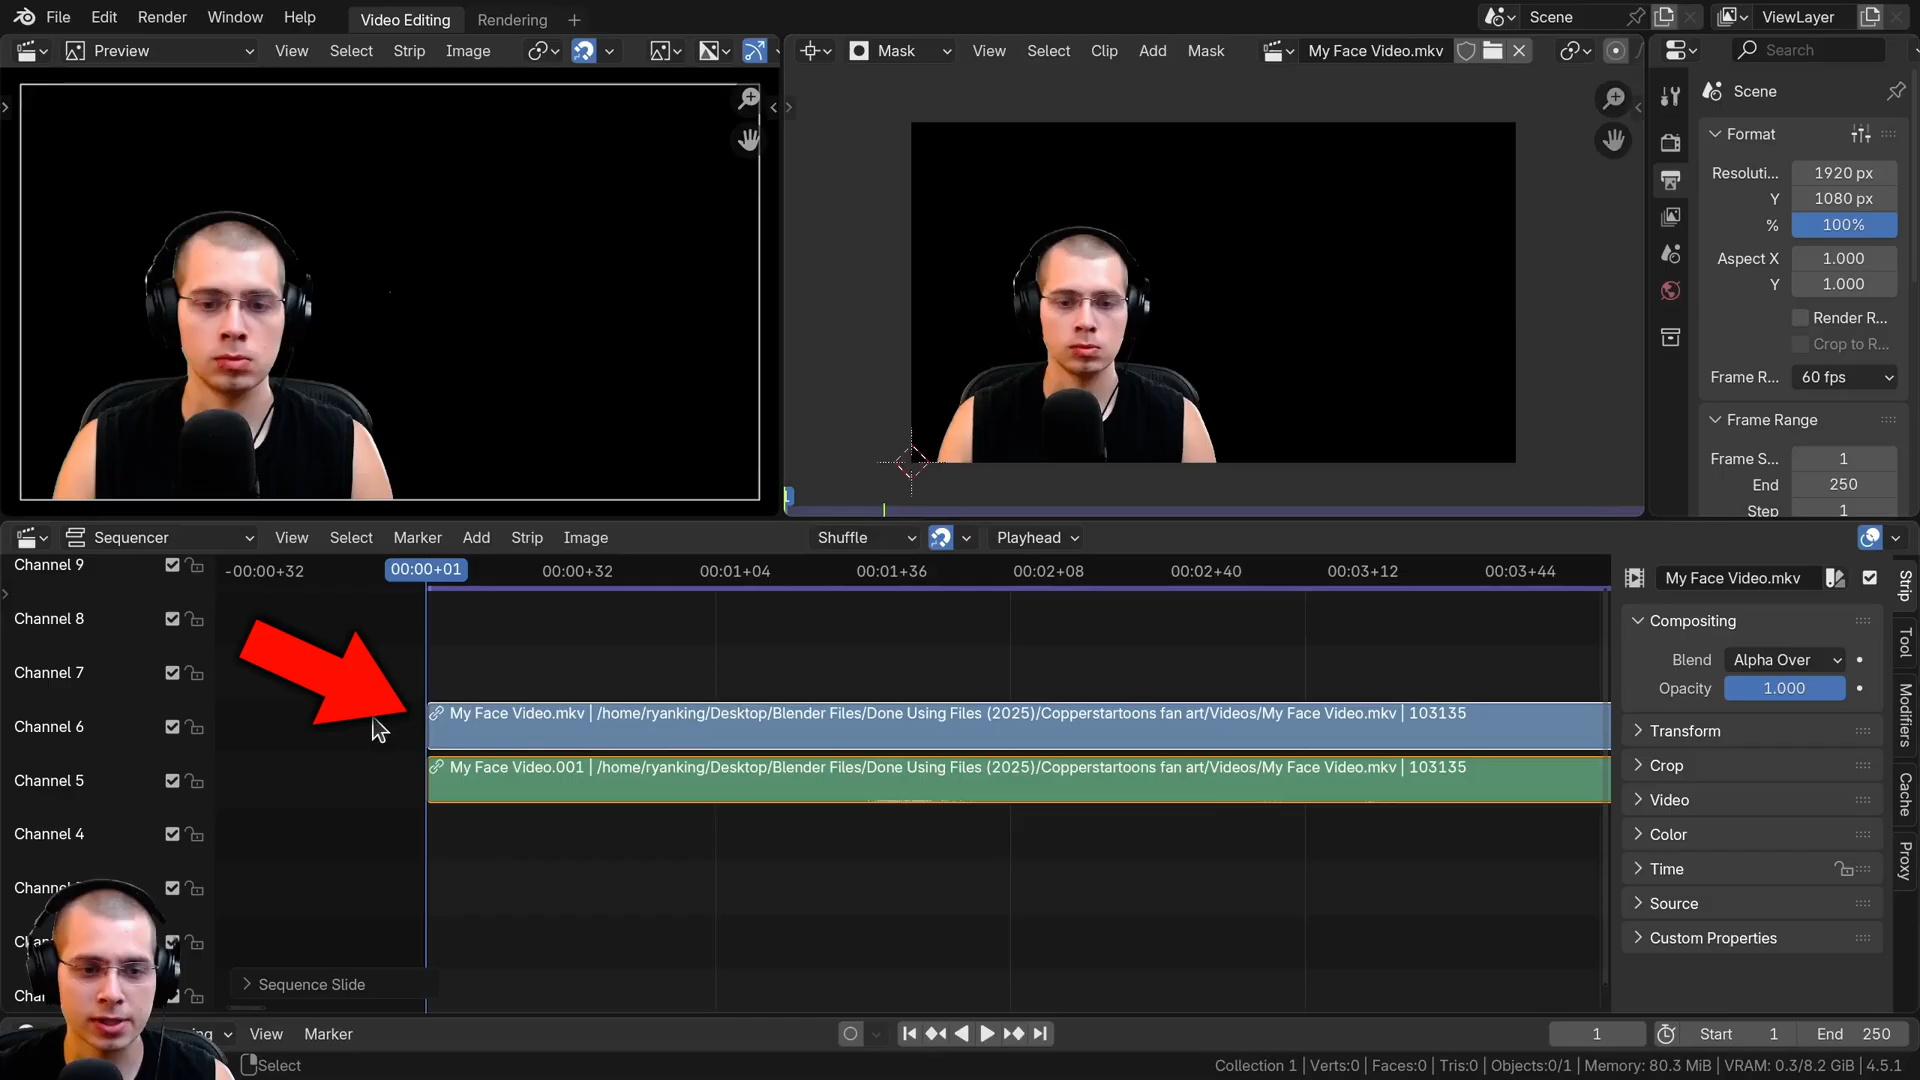 File Edit Render Window Help Video Editing Rendering + Scene ViewLayer
Preview View Select Strip Image Mask View Select Clip Add Mask My Face Video.mkv Search
Scene
Format
Resoluti... 1920 px
Y 1080 px
% 100%
Aspect X 1.000
Y 1.000
Render R...
Crop to R...
Frame R... 60 fps
Frame Range
Frame S... 1
End 250
Step 1
Sequencer View Select Marker Add Strip Image Shuffle Playhead
Channel 9 -00:00+32 00:00+01 00:00+32 00:01+04 00:01+36 00:02+08 00:02+40 00:03+12 00:03+44
Channel 8
Channel 7
Channel 6 My Face Video.mkv | /home/ryanking/Desktop/Blender Files/Done Using Files (2025)/Copperstartoons fan art/Videos/My Face Video.mkv | 103135
Channel 5 My Face Video.001 | /home/ryanking/Desktop/Blender Files/Done Using Files (2025)/Copperstartoons fan art/Videos/My Face Video.mkv | 103135
Channel 4
My Face Video.mkv
Compositing
Blend Alpha Over
Opacity 1.000
Transform
Crop
Video
Color
Time
Source
Custom Properties
Strip
Tool
Modifiers
Cache
Proxy
Sequence Slide
View Marker 1 Start 1 End 250
Select Collection 1 | Verts:0 | Faces:0 | Tris:0 | Objects:0/1 | Memory: 80.3 MiB | VRAM: 0.3/8.2 GiB | 4.5.1